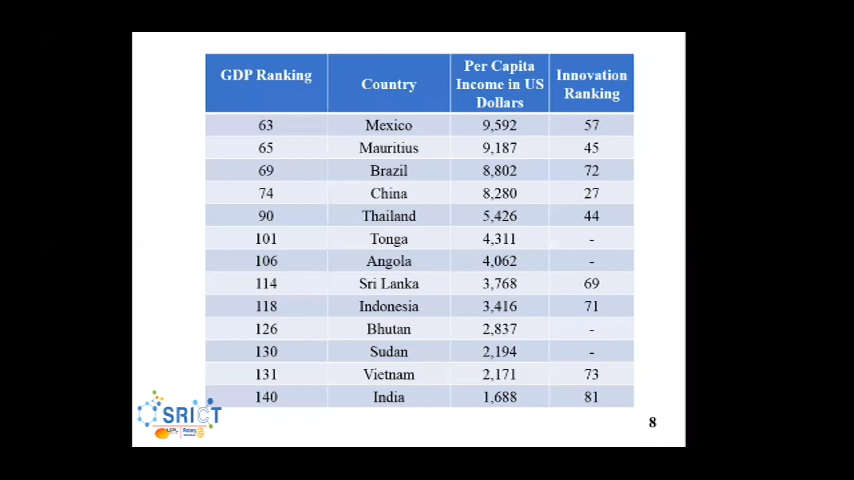 GDP Ranking Country Per Capita Income in US Dollars Innovation Ranking
63 Mexico 9,592 57
65 Mauritius 9,187 45
69 Brazil 8,802 72
74 China 8,280 27
90 Thailand 5,426 44
101 Tonga 4,311 -
106 Angola 4,062 -
114 Sri Lanka 3,768 69
118 Indonesia 3,416 71
126 Bhutan 2,837 -
130 Sudan 2,194 -
131 Vietnam 2,171 73
140 India 1,688 81
SRICT
UPL Rotary
8